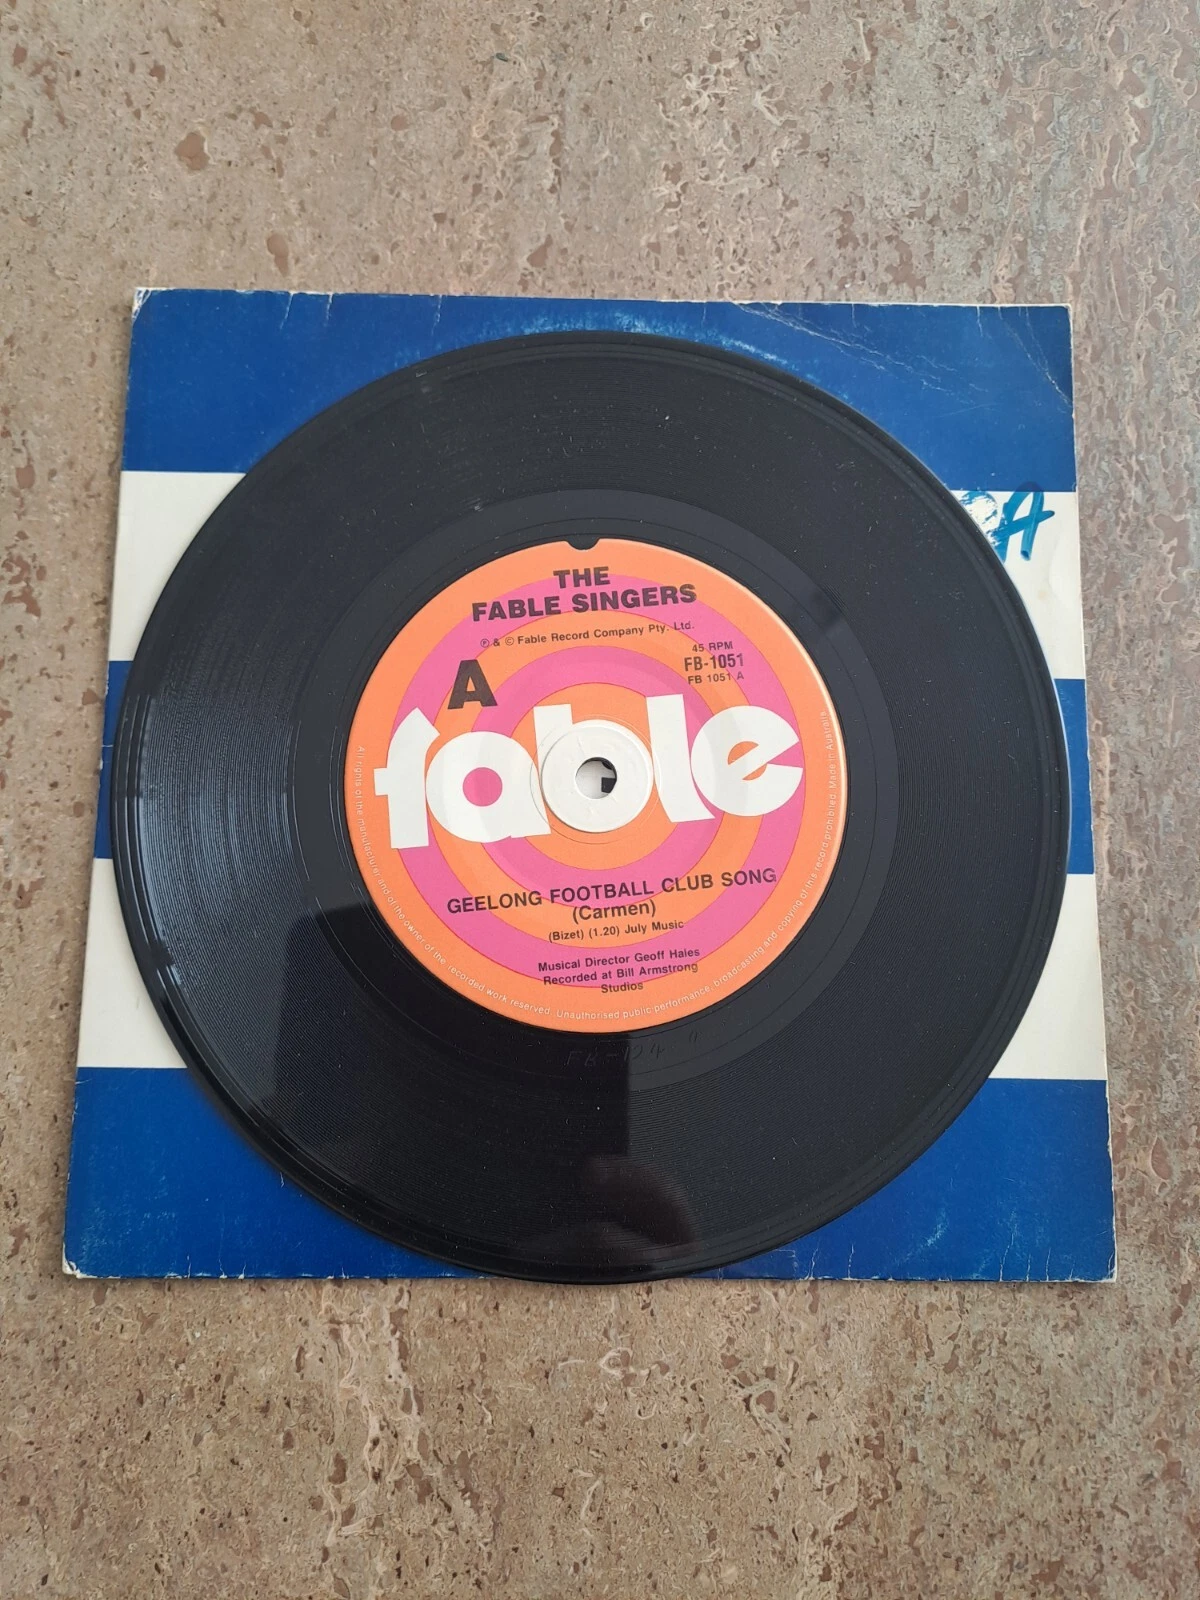 THE
FABLE SINGERS
℗ & © Fable Record Company Pty. Ltd.
45 RPM
A
FB-1051
FB 1051 A
fable
GEELONG FOOTBALL CLUB SONG
(Carmen)
(Bizet) (1.20) July Music
Musical Director Geoff Hales
Recorded at Bill Armstrong
Studios
All rights of the manufacturer and of the owner of the recorded work reserved. Unauthorised public performance, broadcasting and copying of this record prohibited. Made in Australia.
A